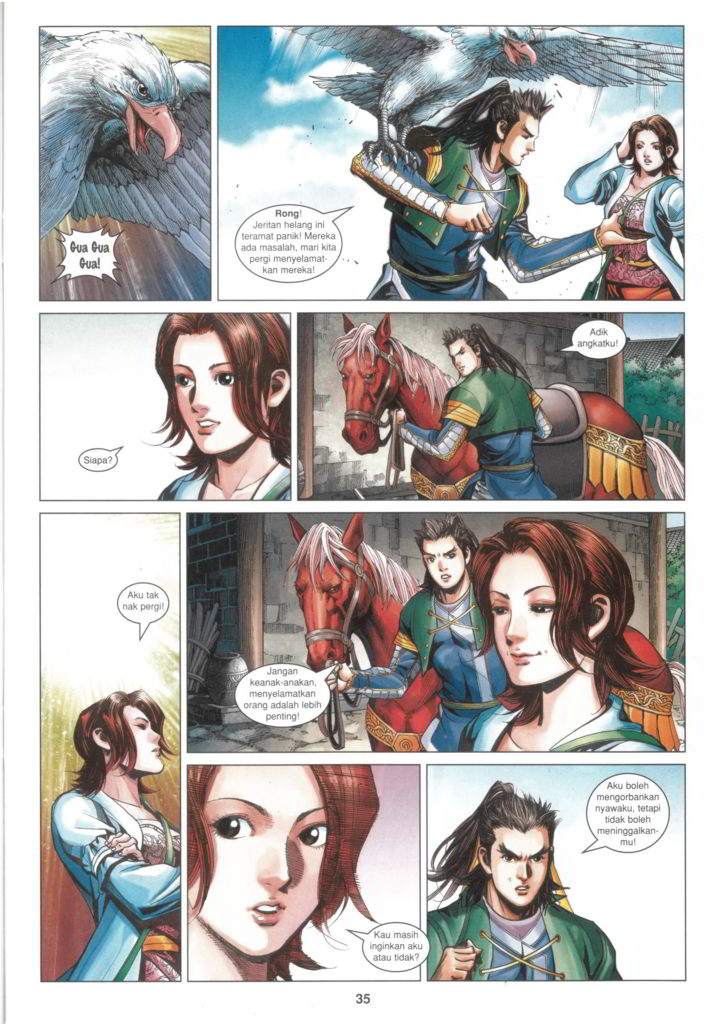 Gua Gua
Gua!
Rong!
Jeritan helang ini
teramat panik! Mereka
ada masalah, mari kita
pergi menyelamat-
kan mereka!
Siapa?
Adik
angkatku!
Aku tak
nak pergi!
Jangan
keanak-anakan,
menyelamatkan
orang adalah lebih
penting!
Kau masih
inginkan aku
atau tidak?
Aku boleh
mengorbankan
nyawaku, tetapi
tidak boleh
meninggalkan-
mu!
35